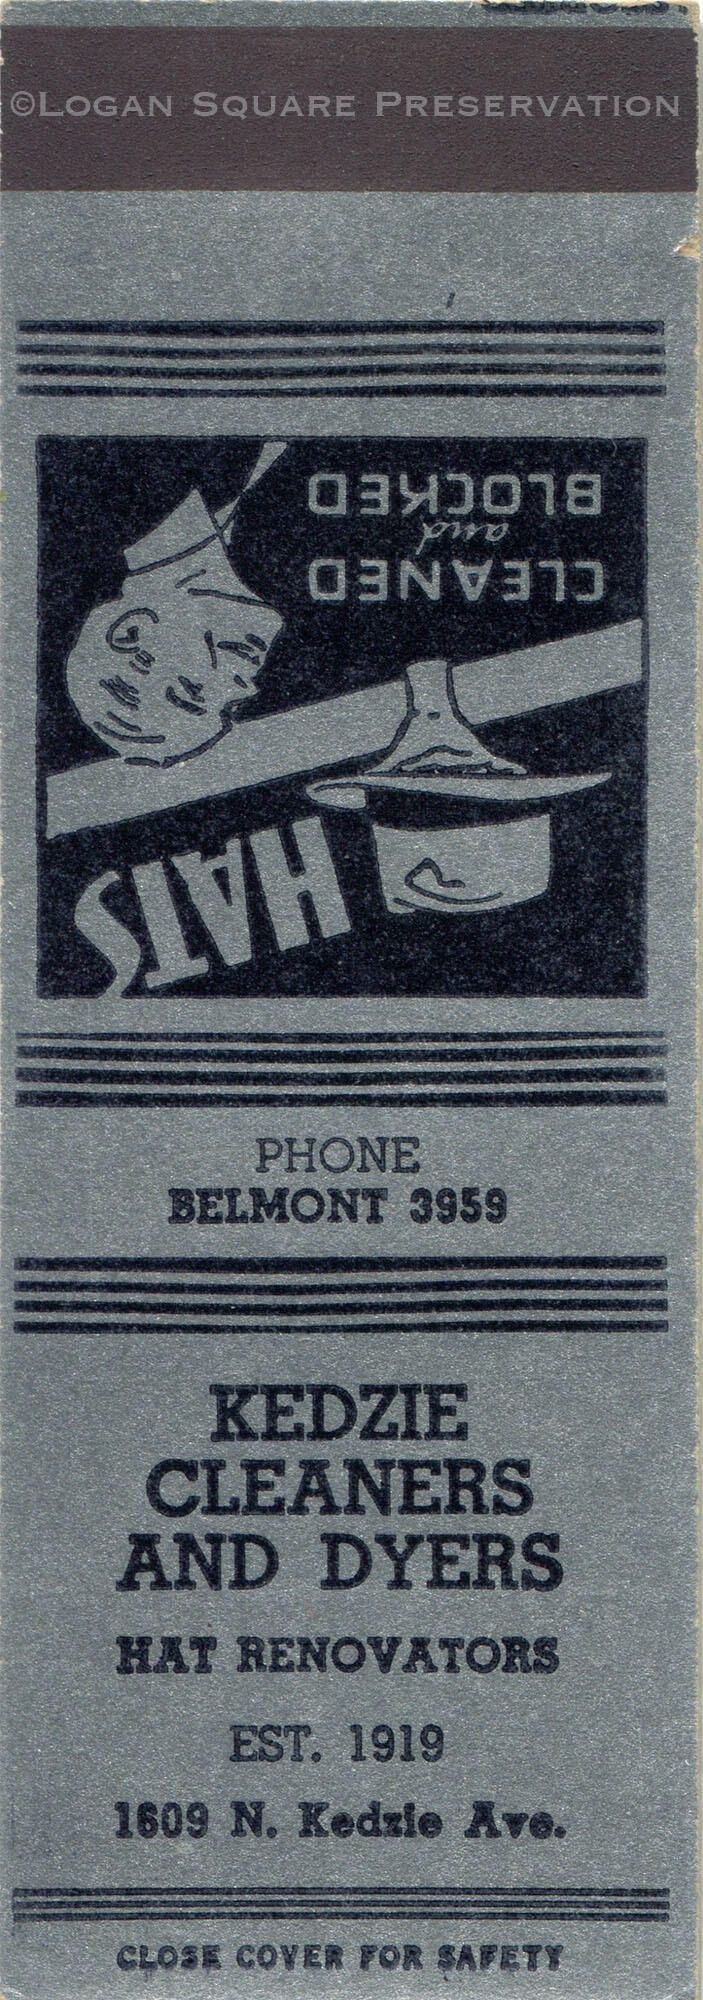 ©LOGAN SQUARE PRESERVATION
HATS
CLEANED
and
BLOCKED
PHONE
BELMONT 3959
KEDZIE
CLEANERS
AND DYERS
HAT RENOVATORS
EST. 1919
1609 N. Kedzie Ave.
CLOSE COVER FOR SAFETY